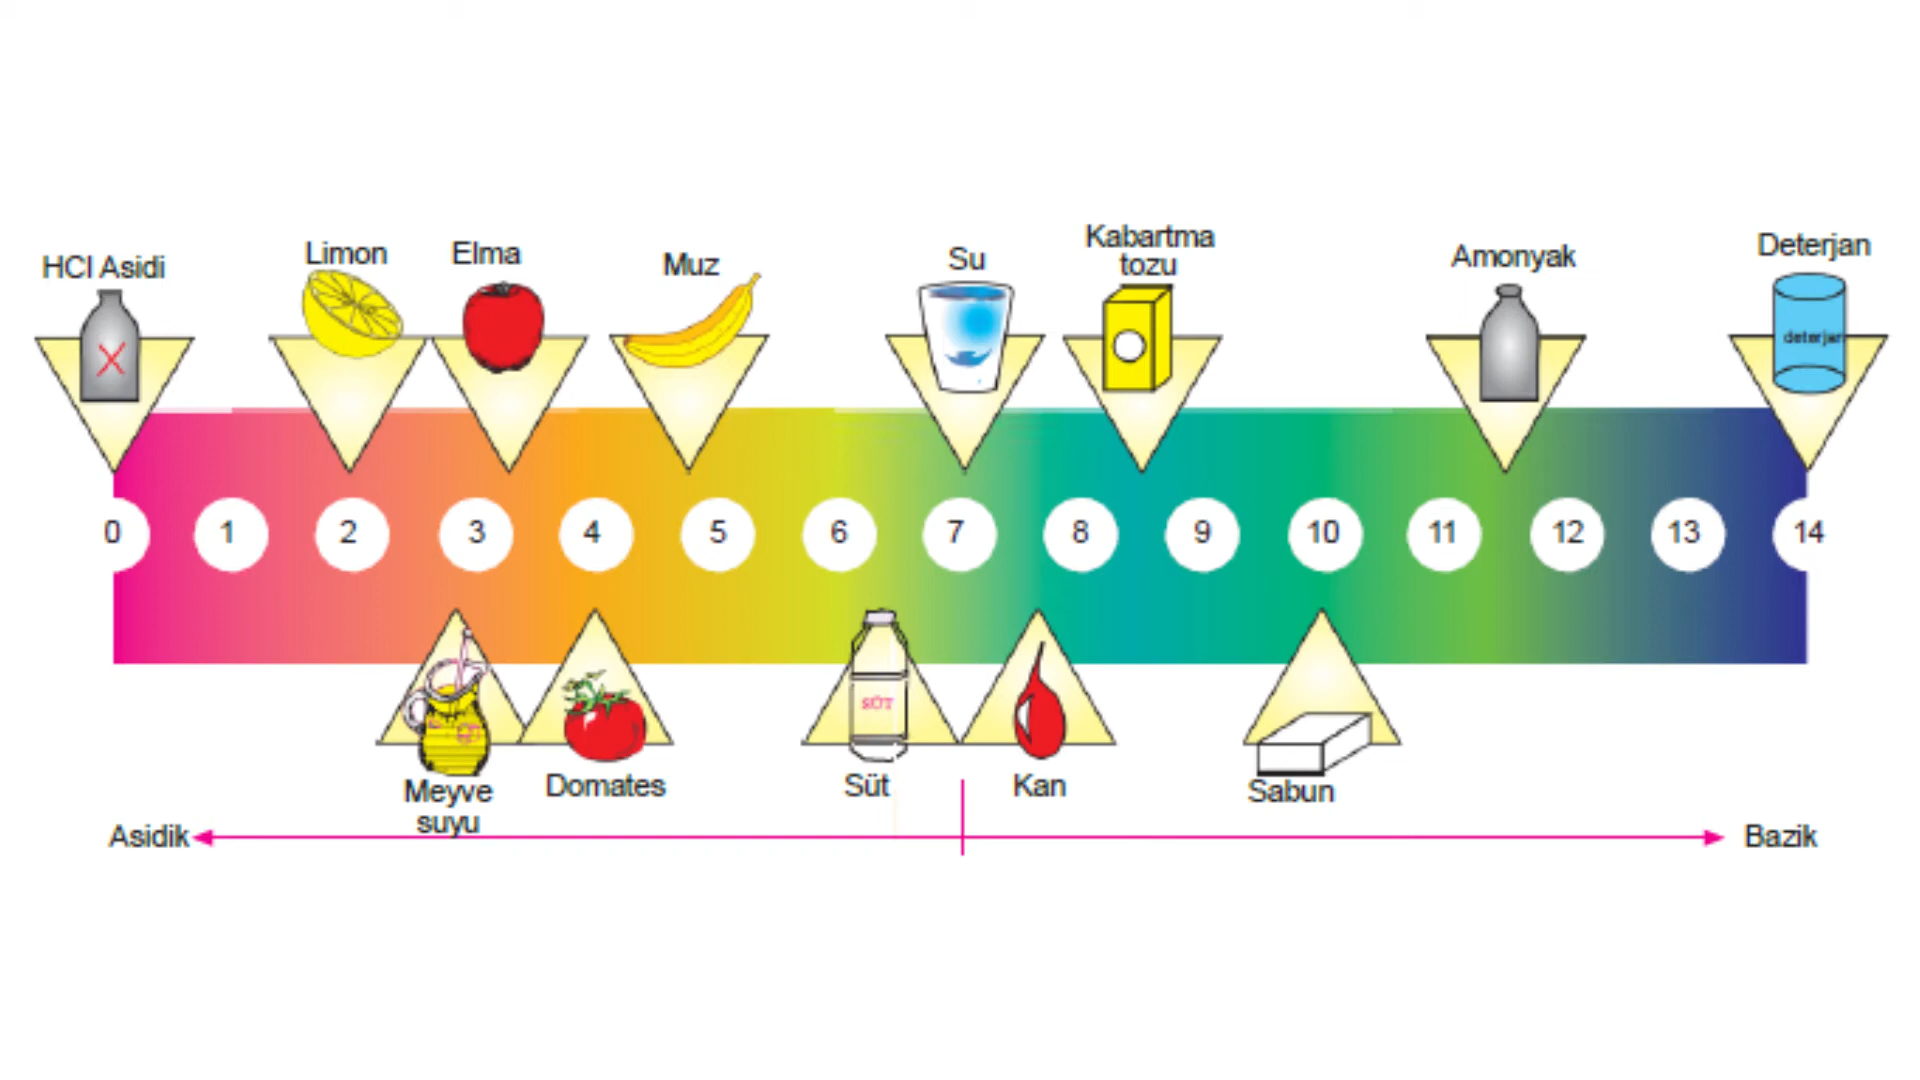 HCl Asidi
Limon
Elma
Muz
Su
Kabartma
tozu
Amonyak
Deterjan
deterjan
0 1 2 3 4 5 6 7 8 9 10 11 12 13 14
SÜT
Meyve
suyu
Domates
Süt
Kan
Sabun
Asidik
Bazik